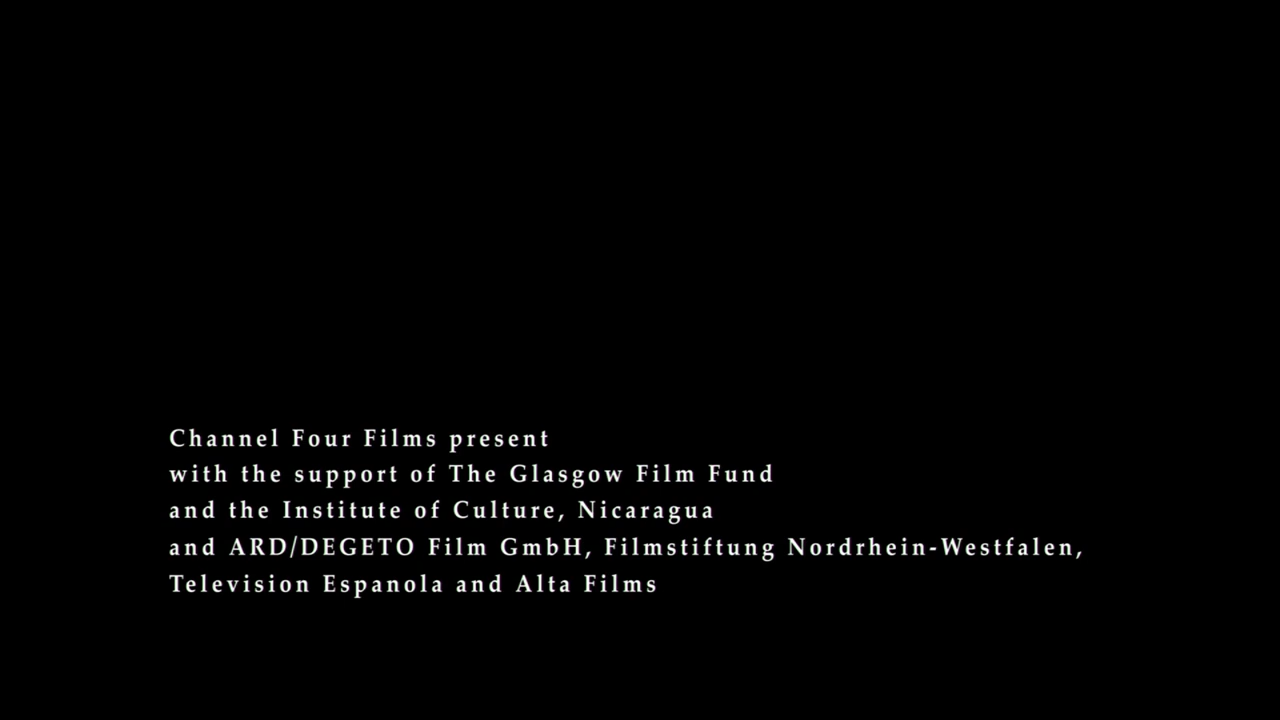 Channel Four Films present
with the support of The Glasgow Film Fund
and the Institute of Culture, Nicaragua
and ARD/DEGETO Film GmbH, Filmstiftung Nordrhein-Westfalen,
Television Espanola and Alta Films